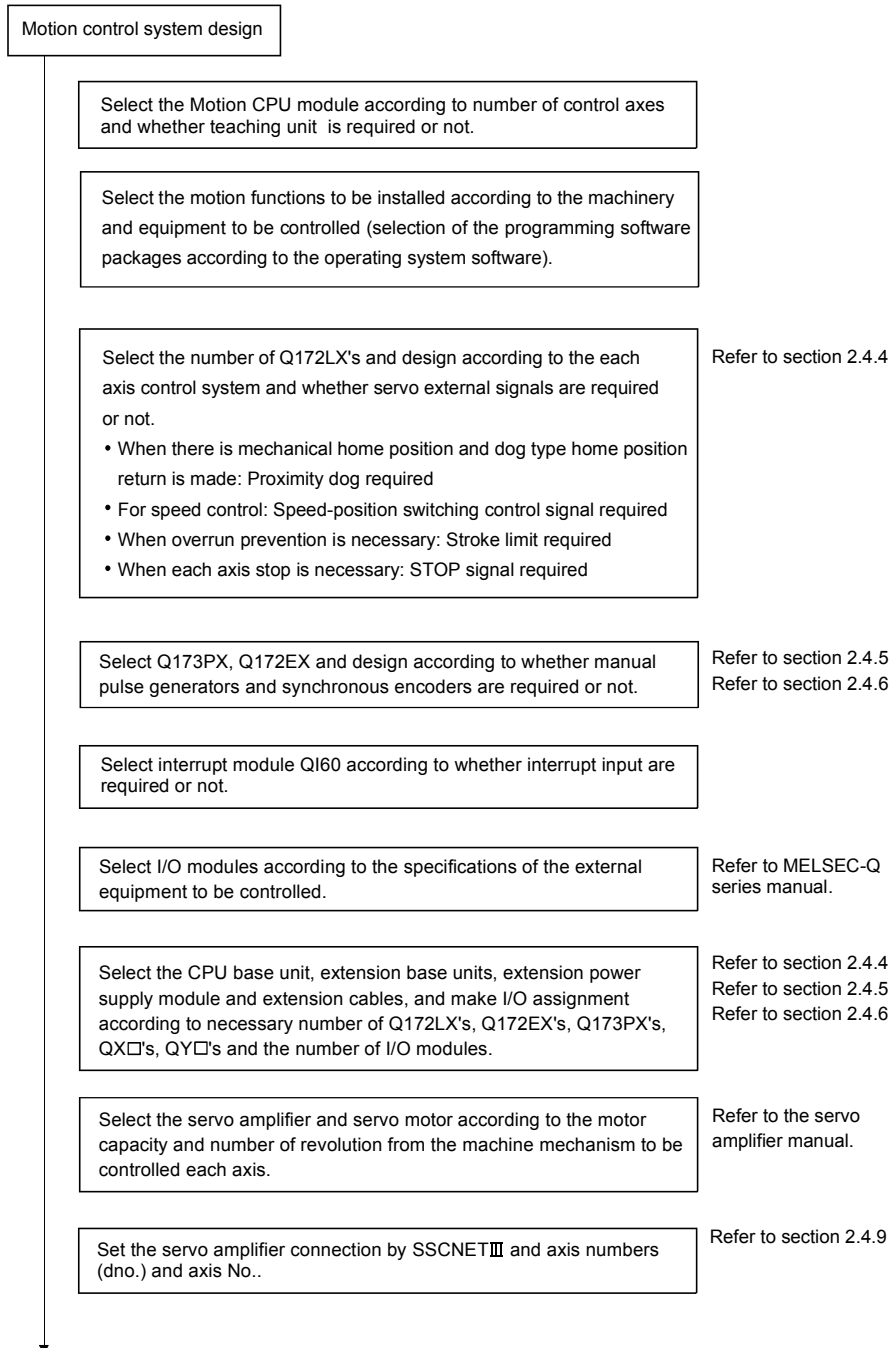 Motion control system design
Select the Motion CPU module according to number of control axes
and whether teaching unit is required or not.
Select the motion functions to be installed according to the machinery
and equipment to be controlled (selection of the programming software
packages according to the operating system software).
Select the number of Q172LX's and design according to the each
axis control system and whether servo external signals are required
or not.
• When there is mechanical home position and dog type home position
return is made: Proximity dog required
• For speed control: Speed-position switching control signal required
• When overrun prevention is necessary: Stroke limit required
• When each axis stop is necessary: STOP signal required
Refer to section 2.4.4
Select Q173PX, Q172EX and design according to whether manual
pulse generators and synchronous encoders are required or not.
Refer to section 2.4.5
Refer to section 2.4.6
Select interrupt module QI60 according to whether interrupt input are
required or not.
Select I/O modules according to the specifications of the external
equipment to be controlled.
Refer to MELSEC-Q
series manual.
Select the CPU base unit, extension base units, extension power
supply module and extension cables, and make I/O assignment
according to necessary number of Q172LX's, Q172EX's, Q173PX's,
QX□'s, QY□'s and the number of I/O modules.
Refer to section 2.4.4
Refer to section 2.4.5
Refer to section 2.4.6
Select the servo amplifier and servo motor according to the motor
capacity and number of revolution from the machine mechanism to be
controlled each axis.
Refer to the servo
amplifier manual.
Set the servo amplifier connection by SSCNETⅢ and axis numbers
(dno.) and axis No..
Refer to section 2.4.9